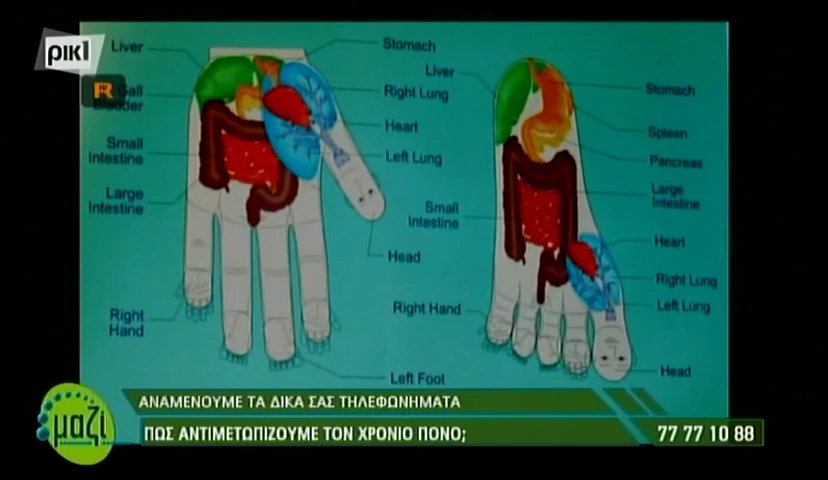 ΡΙΚ1
R
Liver
Gall
Bladder
Small
Intestine
Large
Intestine
Right
Hand
Stomach
Right Lung
Heart
Left Lung
Head
Left Foot
Liver
Small
Intestine
Right Hand
Stomach
Spleen
Pancreas
Large
Intestine
Heart
Right Lung
Left Lung
Head
μαζί
ΑΝΑΜΕΝΟΥΜΕ ΤΑ ΔΙΚΑ ΣΑΣ ΤΗΛΕΦΩΝΗΜΑΤΑ
ΠΩΣ ΑΝΤΙΜΕΤΩΠΙΖΟΥΜΕ ΤΟΝ ΧΡΟΝΙΟ ΠΟΝΟ;
77 77 10 88